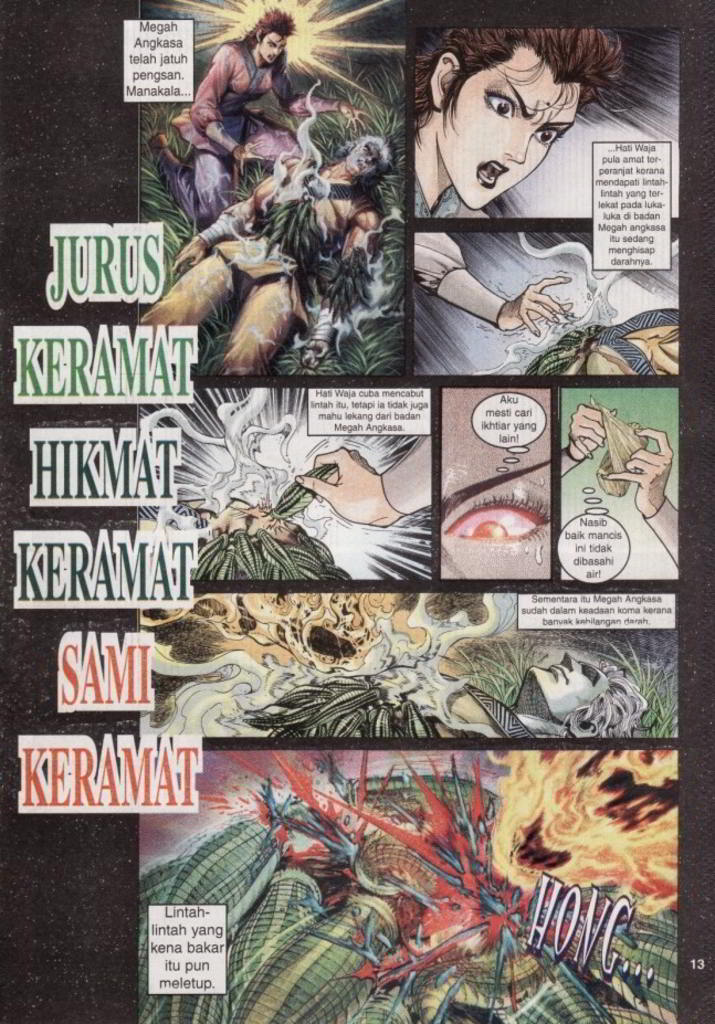 Megah
Angkasa
telah jatuh
pengsan.
Manakala...
...Hati Waja
pula amat ter-
peranjat kerana
mendapati lintah-
lintah yang ter-
lekat pada luka-
luka di badan
Megah angkasa
itu sedang
menghisap
darahnya.
JURUS
KERAMAT
HIKMAT
KERAMAT
SAMI
KERAMAT
Hati Waja cuba mencabut
lintah itu, tetapi ia tidak juga
mahu lekang dari badan
Megah Angkasa.
Aku
mesti cari
ikhtiar yang
lain!
Nasib
baik mancis
ini tidak
dibasahi
air!
Sementara itu Megah Angkasa
sudah dalam keadaan koma kerana
banyak kehilangan darah.
Lintah-
lintah yang
kena bakar
itu pun
meletup.
HONG...
13